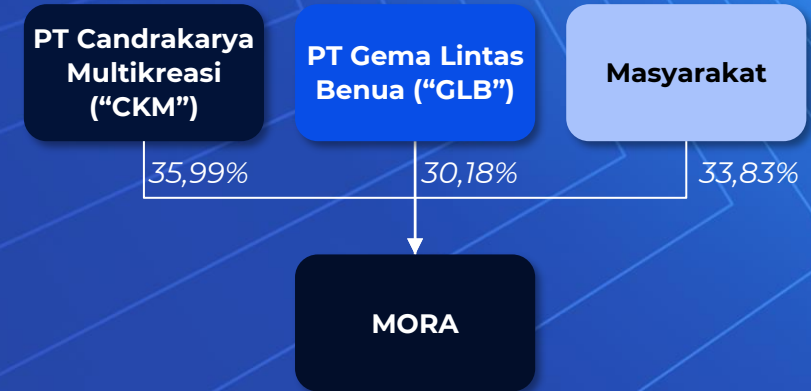 PT Candrakarya
Multikreasi
(“CKM”)
PT Gema Lintas
Benua (“GLB”)
Masyarakat
35,99%
30,18%
33,83%
MORA